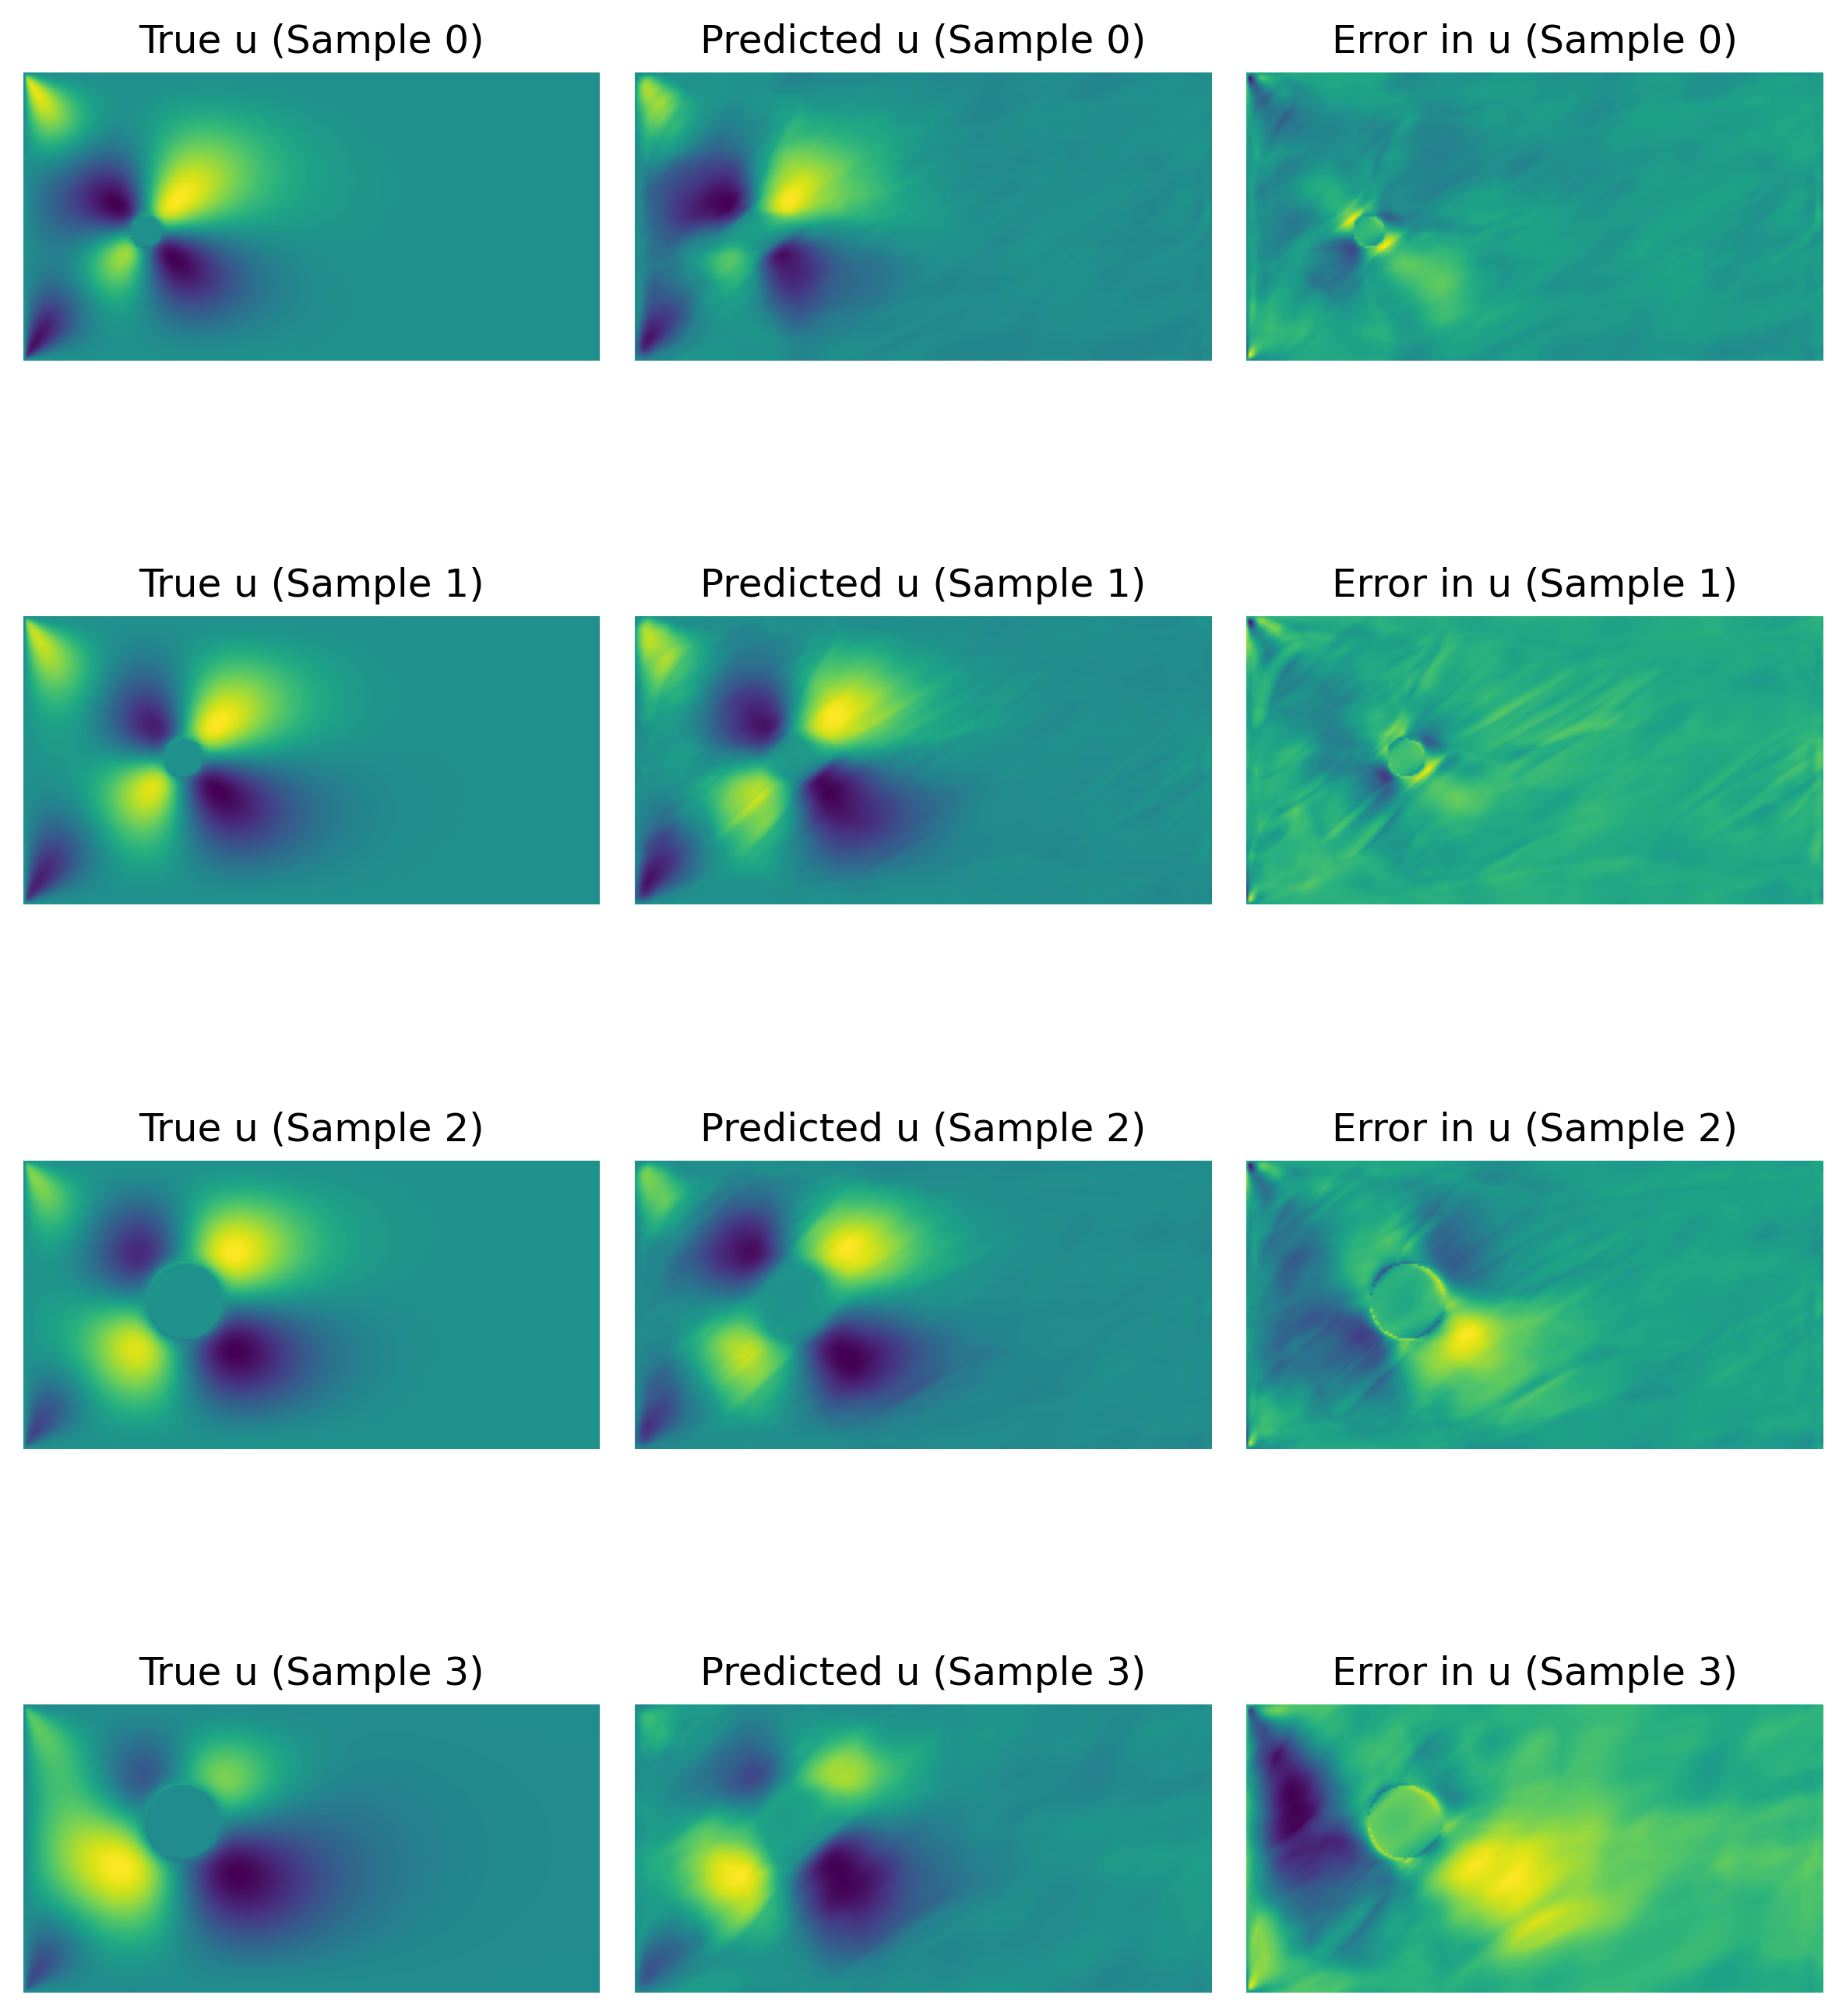 True u (Sample 0)
Predicted u (Sample 0)
Error in u (Sample 0)
True u (Sample 1)
Predicted u (Sample 1)
Error in u (Sample 1)
True u (Sample 2)
Predicted u (Sample 2)
Error in u (Sample 2)
True u (Sample 3)
Predicted u (Sample 3)
Error in u (Sample 3)